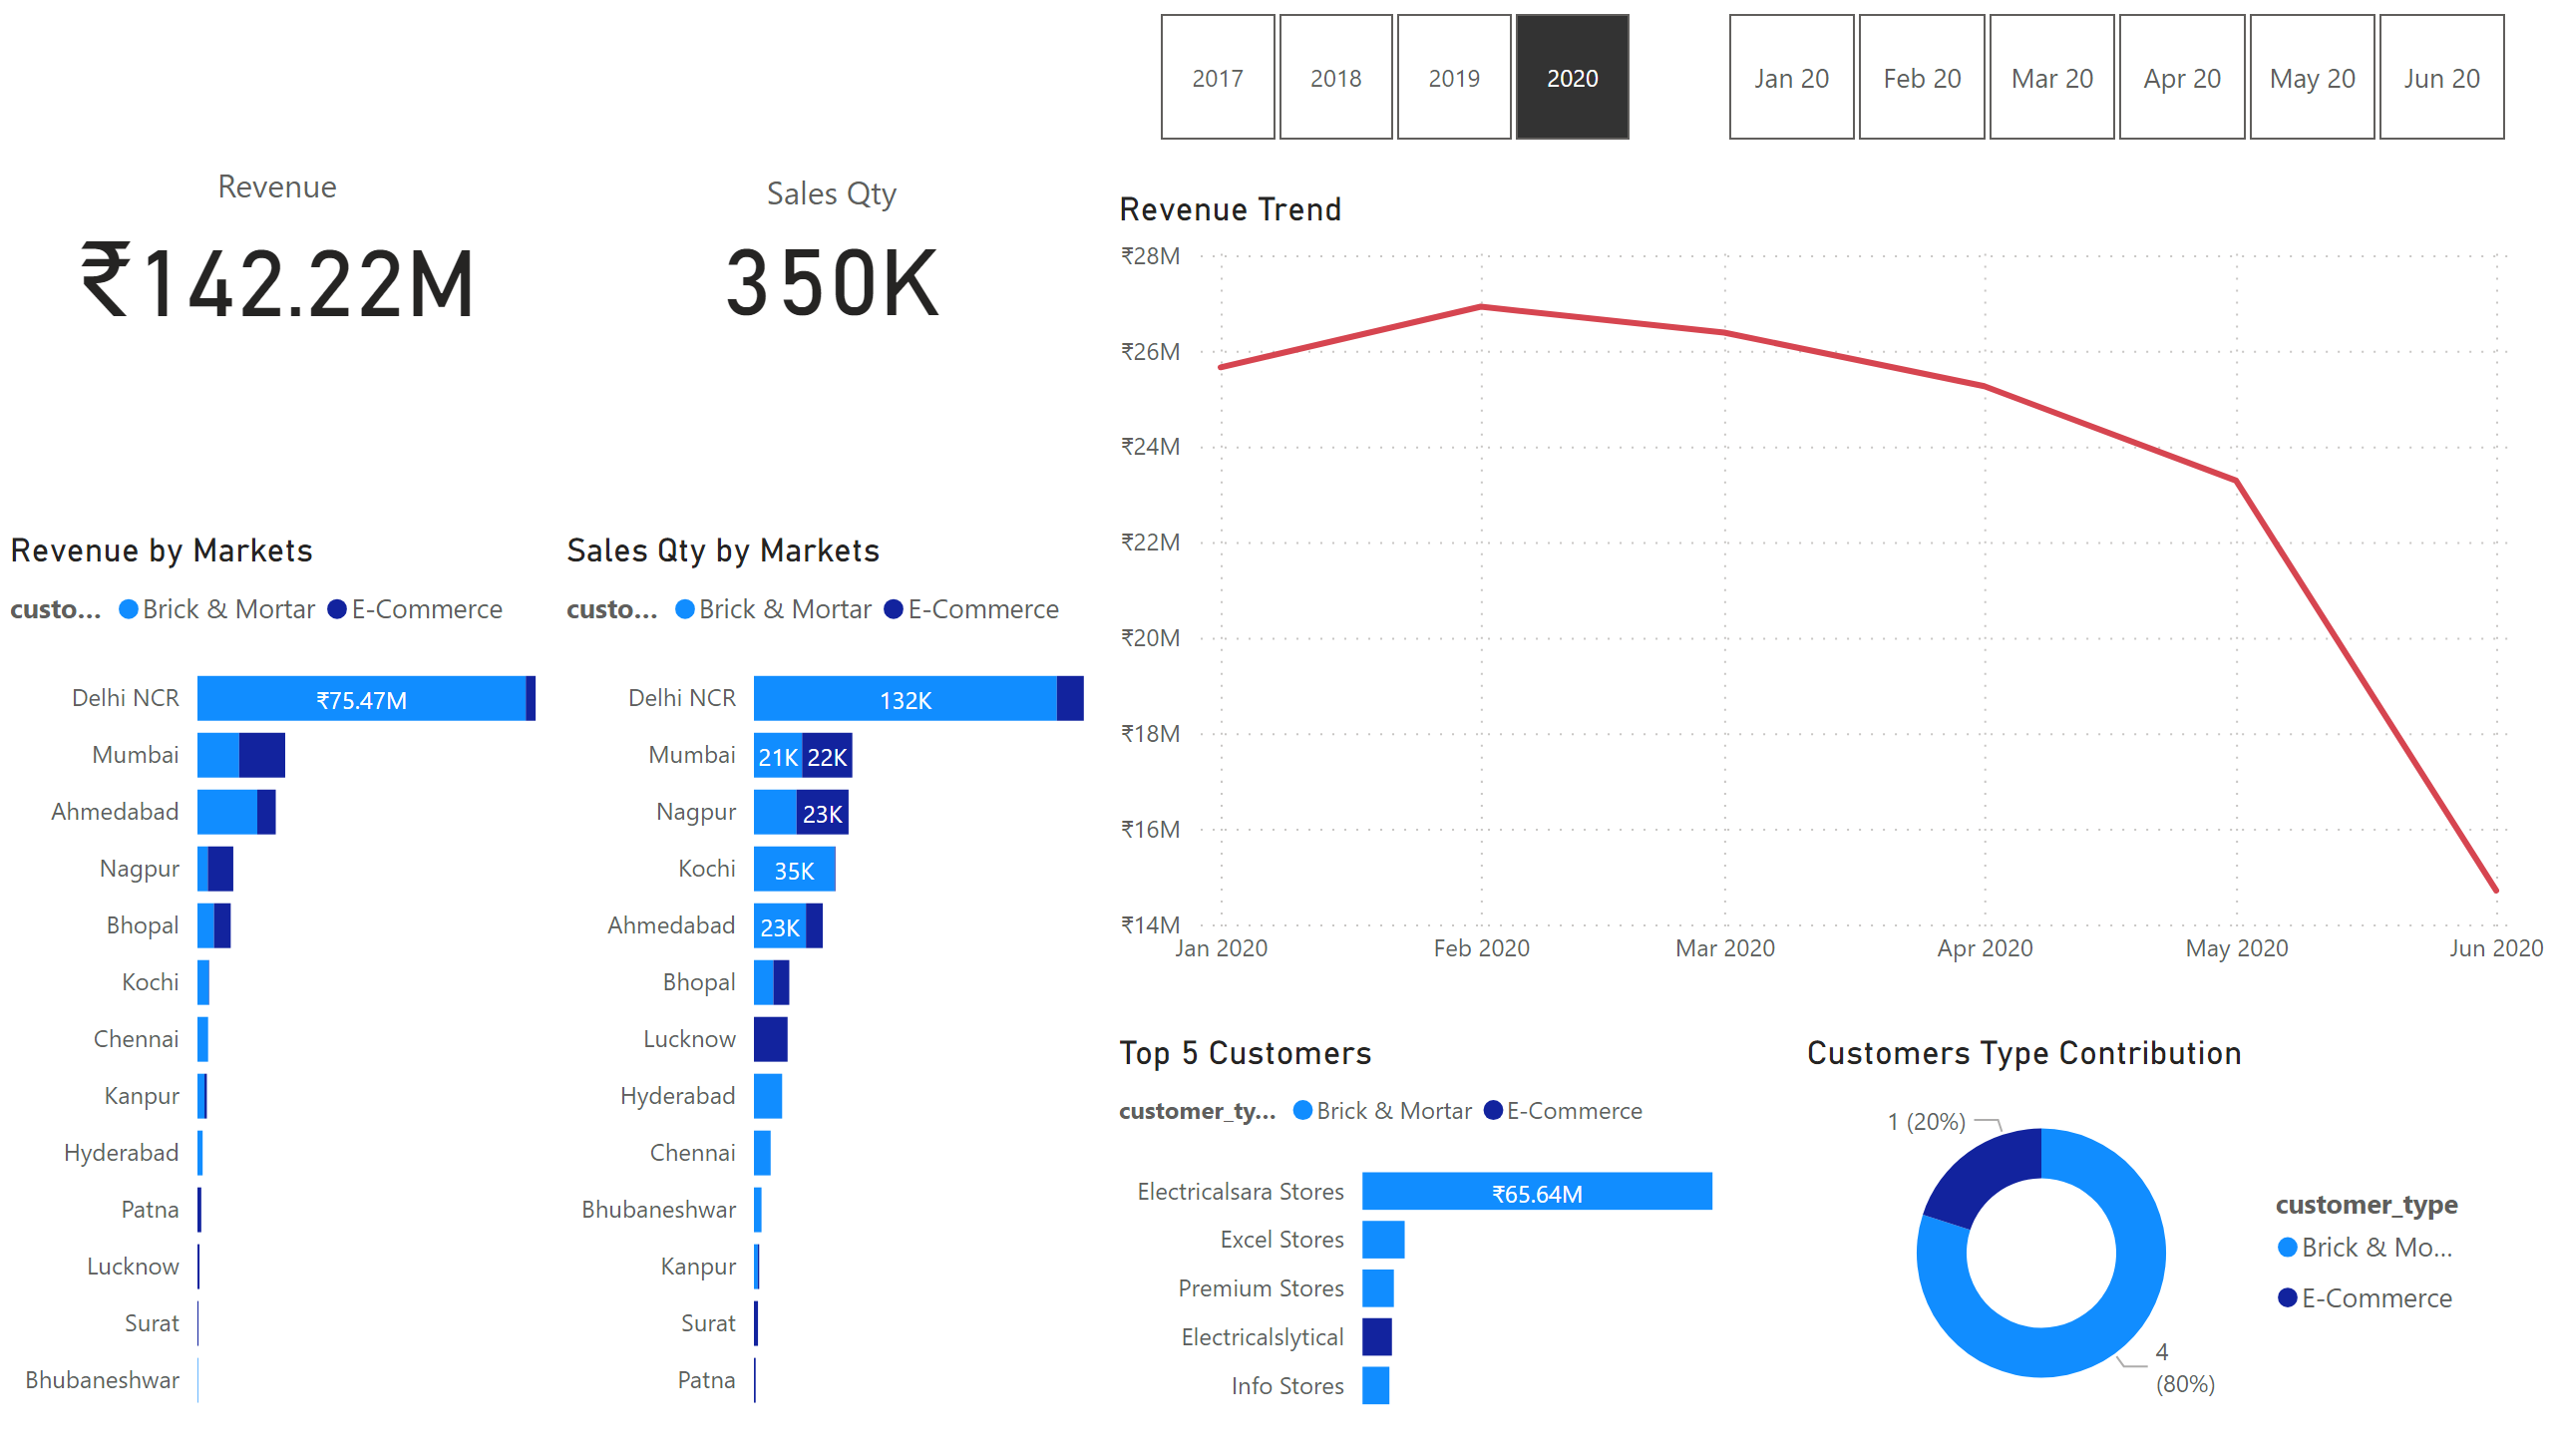 2017 2018 2019 2020 Jan 20 Feb 20 Mar 20 Apr 20 May 20 Jun 20
Revenue
₹142.22M
Sales Qty
350K
Revenue Trend
₹28M
₹26M
₹24M
₹22M
₹20M
₹18M
₹16M
₹14M
Jan 2020 Feb 2020 Mar 2020 Apr 2020 May 2020 Jun 2020
Revenue by Markets
custo... Brick & Mortar E-Commerce
Delhi NCR ₹75.47M
Mumbai
Ahmedabad
Nagpur
Bhopal
Kochi
Chennai
Kanpur
Hyderabad
Patna
Lucknow
Surat
Bhubaneshwar
Sales Qty by Markets
custo... Brick & Mortar E-Commerce
Delhi NCR 132K
Mumbai 21K 22K
Nagpur 23K
Kochi 35K
Ahmedabad 23K
Bhopal
Lucknow
Hyderabad
Chennai
Bhubaneshwar
Kanpur
Surat
Patna
Top 5 Customers
customer_ty... Brick & Mortar E-Commerce
Electricalsara Stores ₹65.64M
Excel Stores
Premium Stores
Electricalslytical
Info Stores
Customers Type Contribution
1 (20%)
4
(80%)
customer_type
Brick & Mo...
E-Commerce